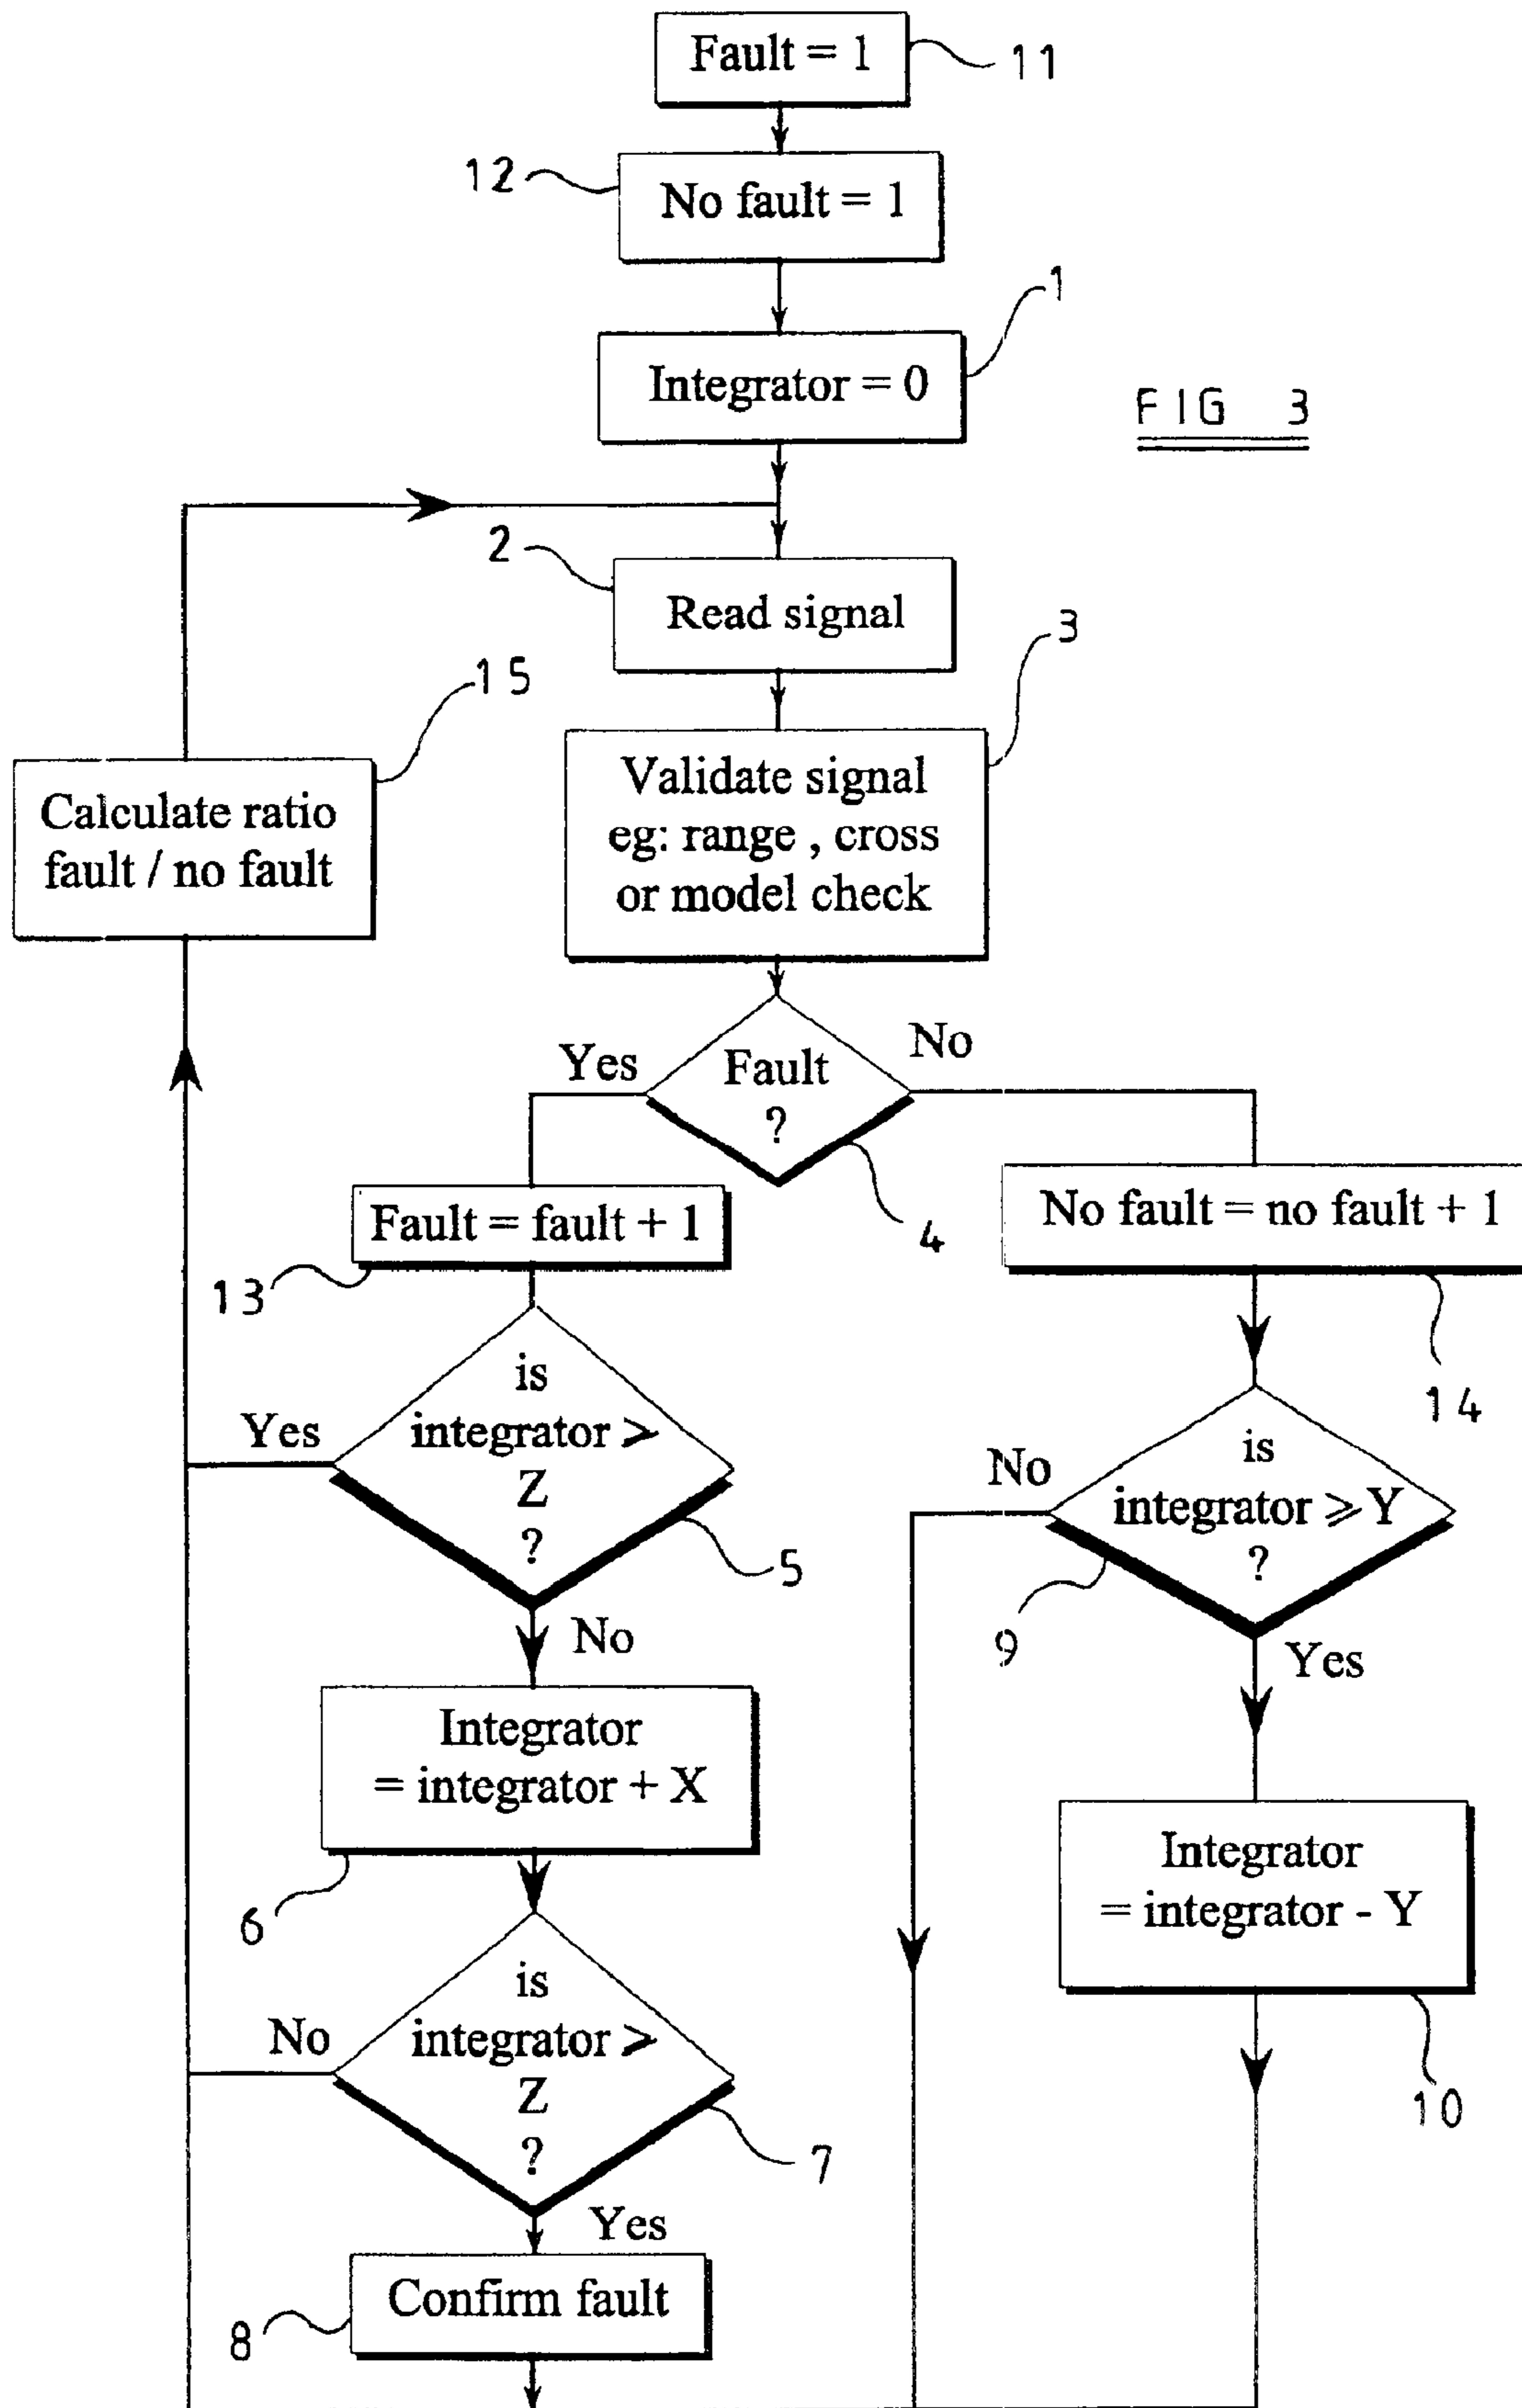 Fault = 1
11
12
No fault = 1
1
Integrator = 0
FIG 3
2
Read signal
3
15
Validate signal
eg: range , cross
or model check
Calculate ratio
fault / no fault
Yes
Fault
?
No
4
Fault = fault + 1
13
No fault = no fault + 1
14
is
integrator ⩾
Z
?
Yes
5
No
is
integrator ⩾ Y
?
No
9
Yes
Integrator
= integrator + X
6
Integrator
= integrator - Y
10
is
integrator ⩾
Z
?
No
7
Yes
Confirm fault
8